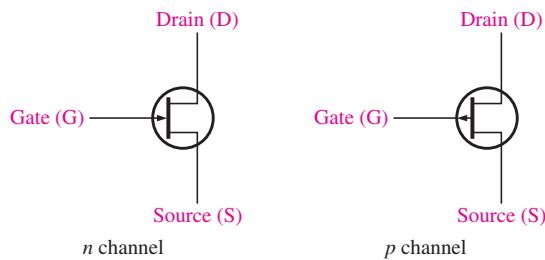 Drain (D)
Drain (D)
Gate (G)
Gate (G)
Source (S)
Source (S)
n channel
p channel